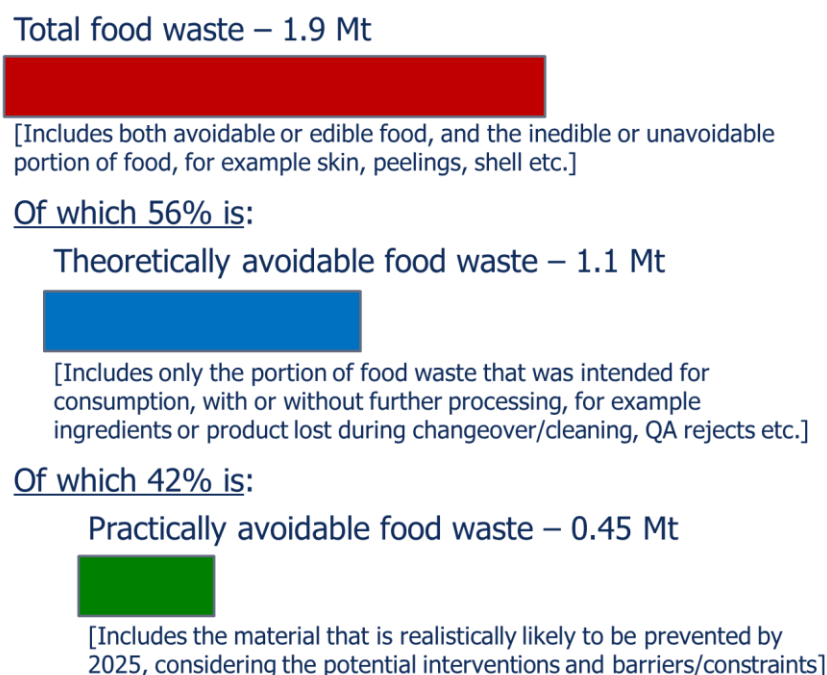 Total food waste – 1.9 Mt
[Includes both avoidable or edible food, and the inedible or unavoidable
portion of food, for example skin, peelings, shell etc.]
Of which 56% is:
Theoretically avoidable food waste – 1.1 Mt
[Includes only the portion of food waste that was intended for
consumption, with or without further processing, for example
ingredients or product lost during changeover/cleaning, QA rejects etc.]
Of which 42% is:
Practically avoidable food waste – 0.45 Mt
[Includes the material that is realistically likely to be prevented by
2025, considering the potential interventions and barriers/constraints]